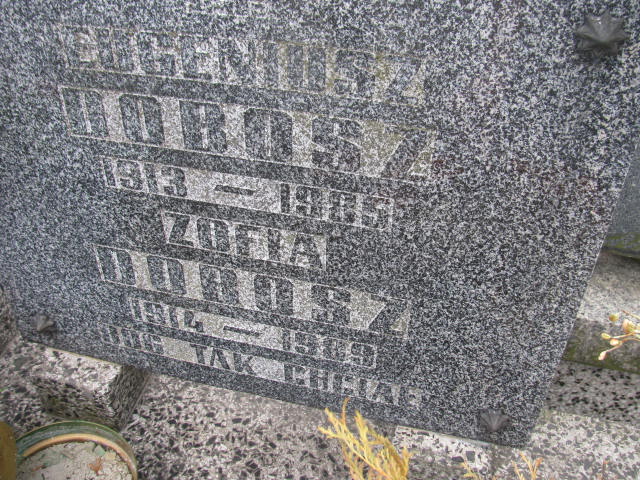 EUGENIUSZ
DOBOSZ
1913 – 1985
ZOFIA
DOBOSZ
1914 – 1989
BÓG TAK CHCIAŁ